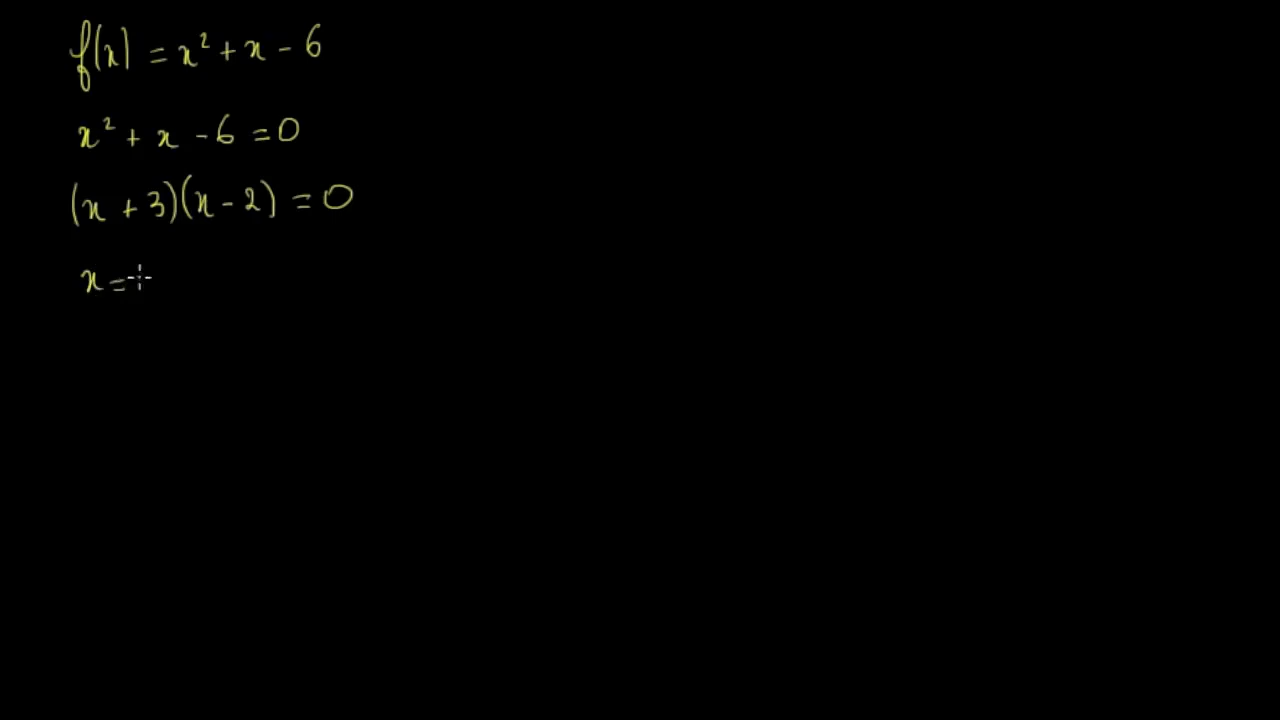 f(x) = x² + x - 6
x² + x - 6 = 0
(x + 3)(x - 2) = 0
x =